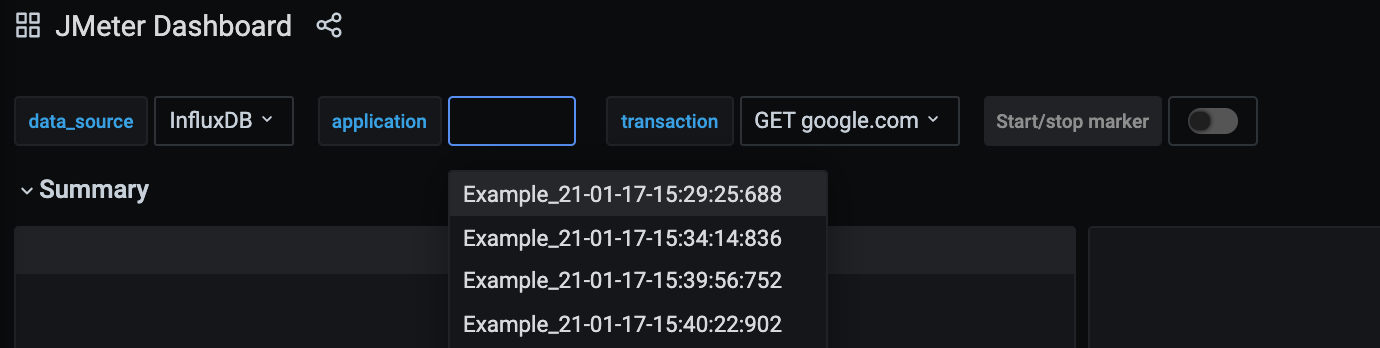 JMeter Dashboard
data_source InfluxDB application transaction GET google.com Start/stop marker
Summary
Example_21-01-17-15:29:25:688
Example_21-01-17-15:34:14:836
Example_21-01-17-15:39:56:752
Example_21-01-17-15:40:22:902